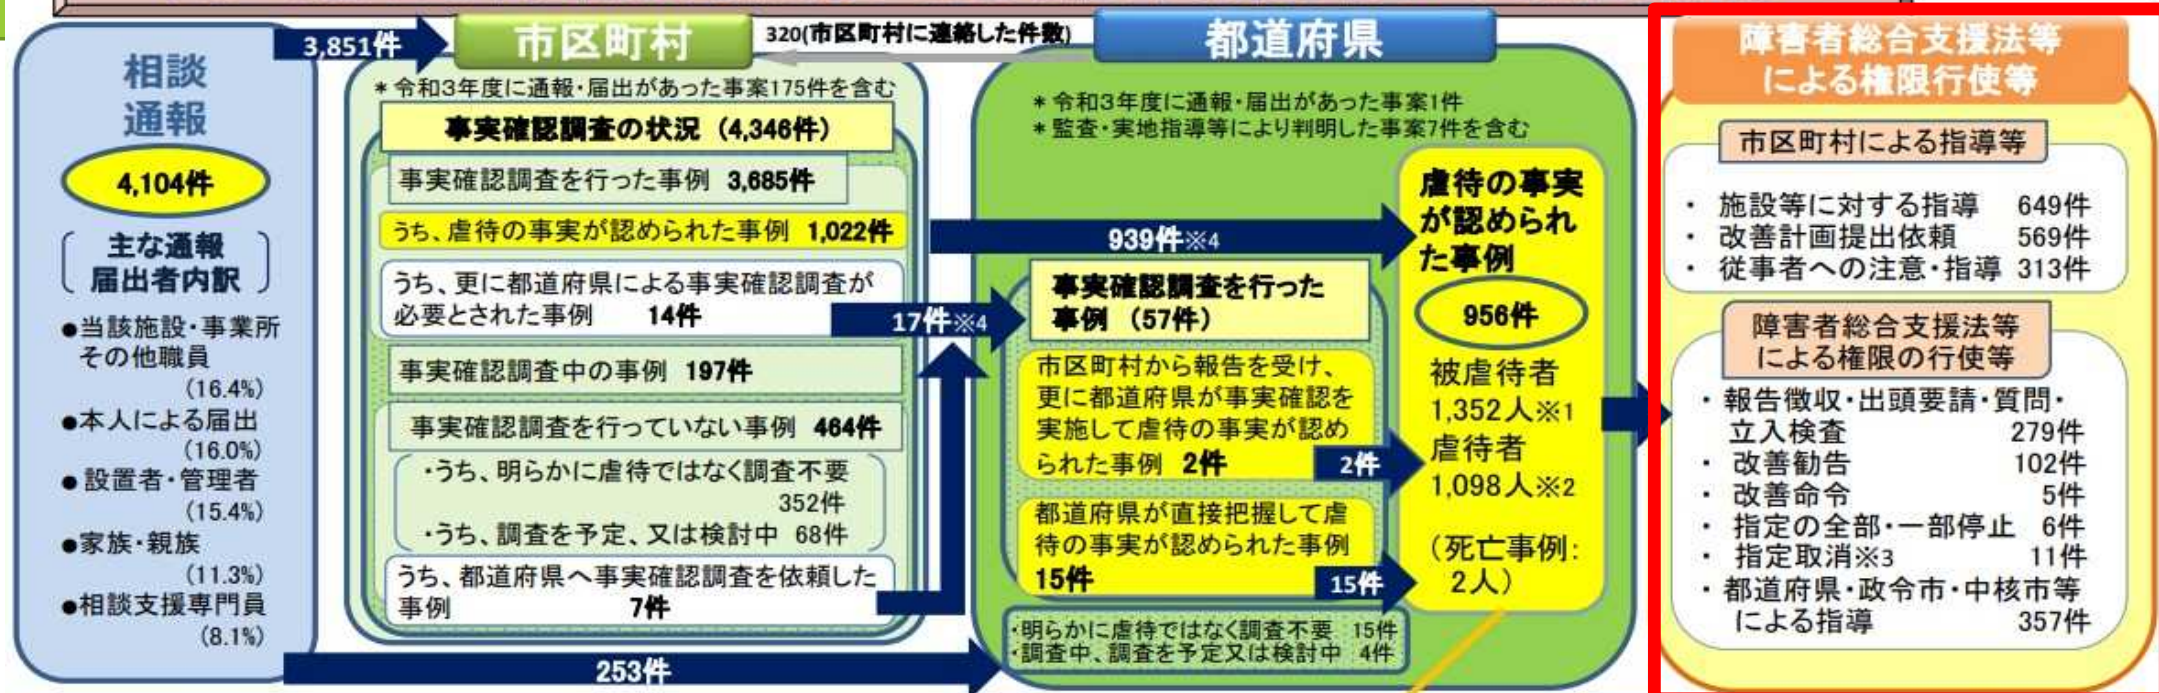 相談
通報
4,104件
主な通報
届出者内訳
●当該施設・事業所
その他職員
(16.4%)
●本人による届出
(16.0%)
●設置者・管理者
(15.4%)
●家族・親族
(11.3%)
●相談支援専門員
(8.1%)
3,851件
253件
市区町村
320(市区町村に連絡した件数)
*令和3年度に通報・届出があった事案175件を含む
事実確認調査の状況 (4,346件)
事実確認調査を行った事例 3,685件
うち、虐待の事実が認められた事例 1,022件
うち、更に都道府県による事実確認調査が
必要とされた事例 14件
事実確認調査中の事例 197件
事実確認調査を行っていない事例 464件
・うち、明らかに虐待ではなく調査不要
352件
・うち、調査を予定、又は検討中 68件
うち、都道府県へ事実確認調査を依頼した
事例 7件
939件※4
17件※4
都道府県
*令和3年度に通報・届出があった事案1件
*監査・実地指導等により判明した事案7件を含む
事実確認調査を行った
事例 (57件)
市区町村から報告を受け、
更に都道府県が事実確認を
実施して虐待の事実が認め
られた事例 2件
2件
都道府県が直接把握して虐
待の事実が認められた事例
15件
15件
・明らかに虐待ではなく調査不要 15件
・調査中、調査を予定又は検討中 4件
虐待の事実
が認められ
た事例
956件
被虐待者
1,352人※1
虐待者
1,098人※2
(死亡事例:
2人)
障害者総合支援法等
による権限行使等
市区町村による指導等
・ 施設等に対する指導 649件
・ 改善計画提出依頼 569件
・ 従事者への注意・指導 313件
障害者総合支援法等
による権限の行使等
・報告徴収・出頭要請・質問・
立入検査 279件
・ 改善勧告 102件
・ 改善命令 5件
・ 指定の全部・一部停止 6件
・ 指定取消※3 11件
・都道府県・政令市・中核市等
による指導 357件